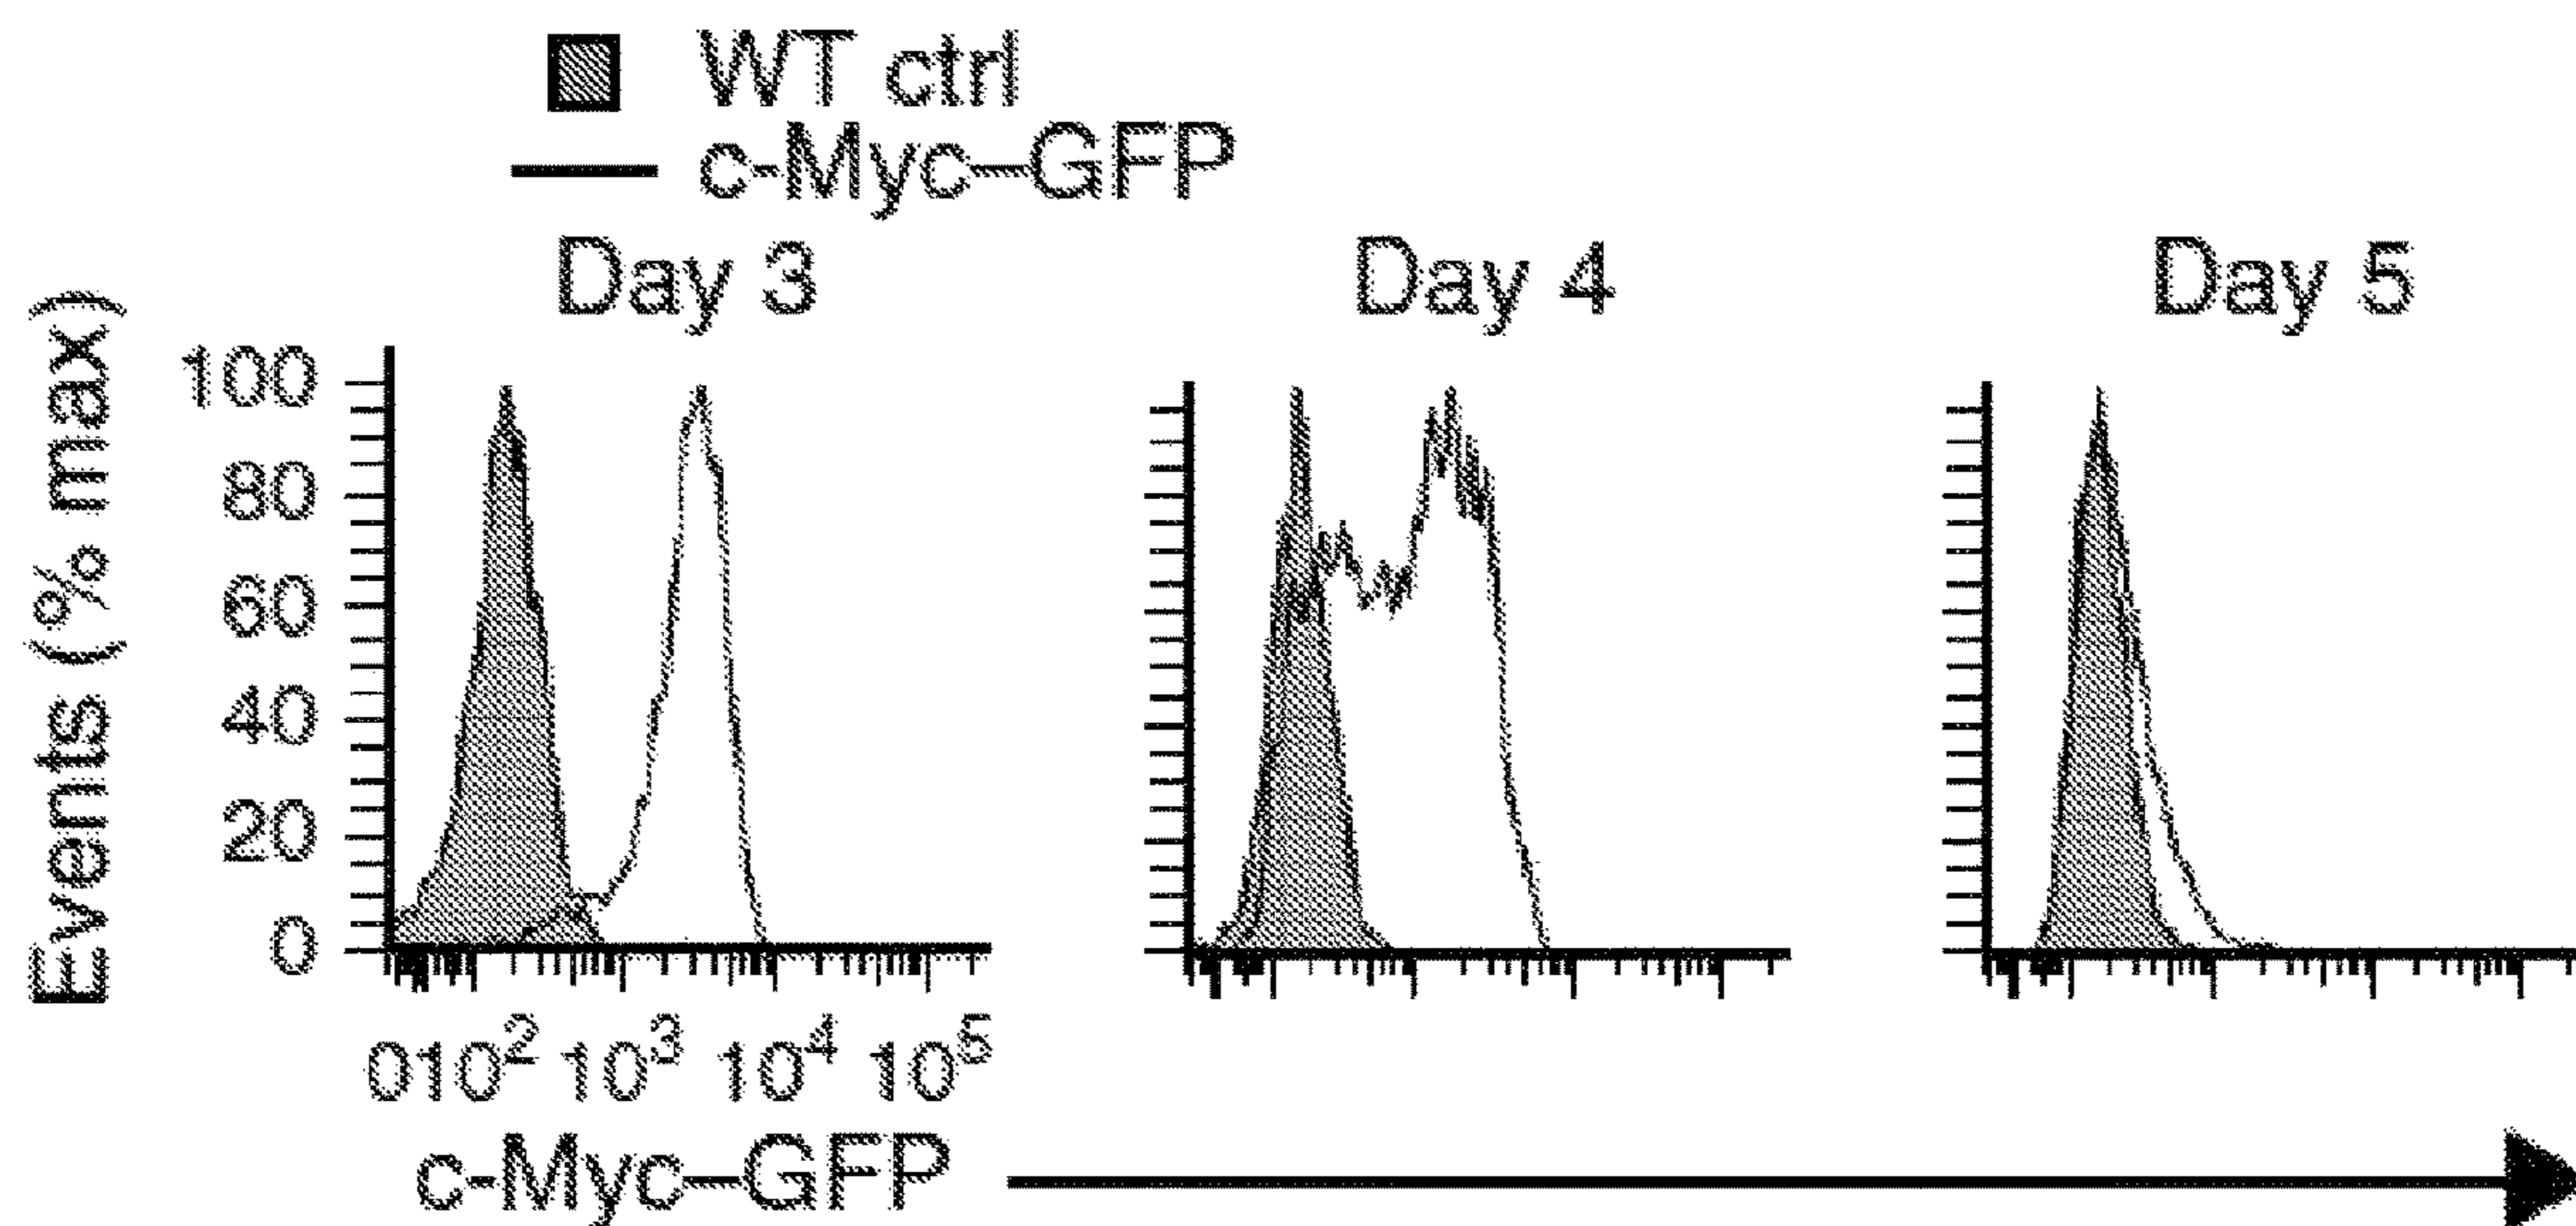 WT ctrl
c-Myc–GFP
Day 3
Day 4
Day 5
Events (% max)
100
80
60
40
20
0
0 10² 10³ 10⁴ 10⁵
c-Myc–GFP